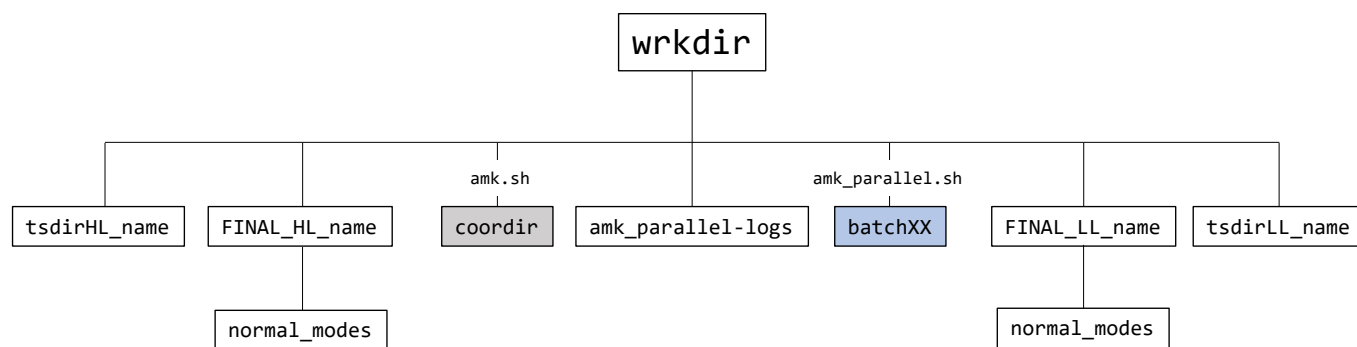 wrkdir
amk.sh
amk_parallel.sh
tsdirHL_name
FINAL_HL_name
coordir
amk_parallel-logs
batchXX
FINAL_LL_name
tsdirLL_name
normal_modes
normal_modes